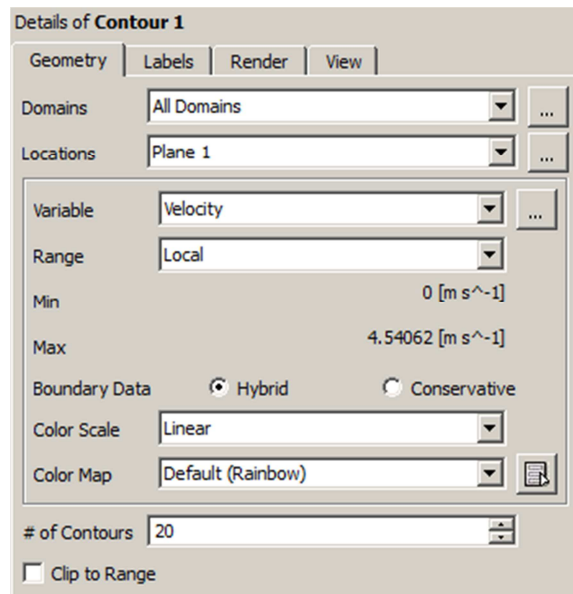 Details of Contour 1
Geometry Labels Render View
Domains All Domains ...
Locations Plane 1 ...
Variable Velocity ...
Range Local
Min 0 [m s^-1]
Max 4.54062 [m s^-1]
Boundary Data Hybrid Conservative
Color Scale Linear
Color Map Default (Rainbow)
# of Contours 20
Clip to Range